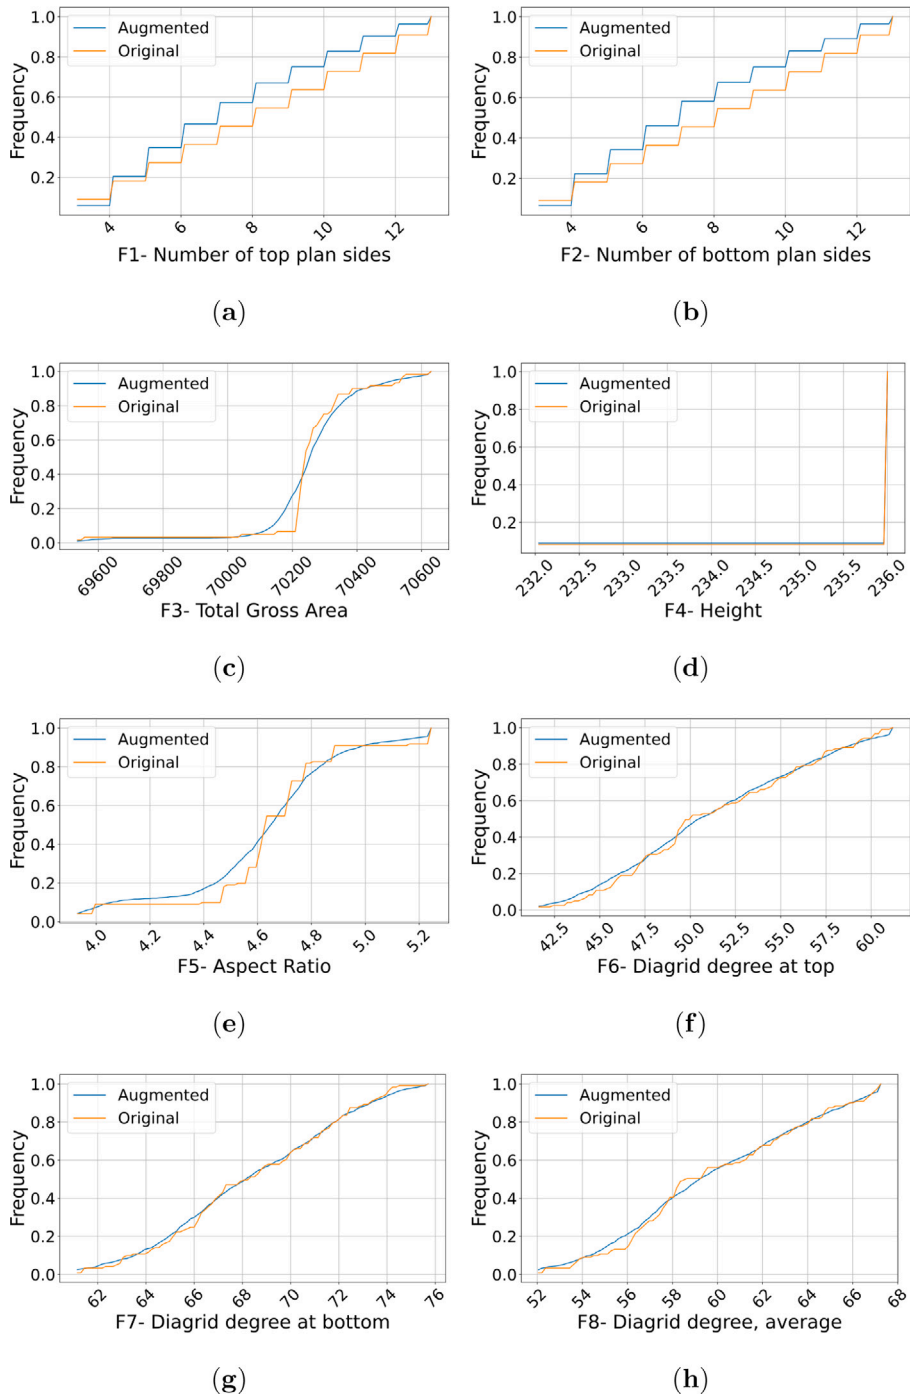 1.0
0.8
0.6
0.4
0.2
Frequency
Augmented
Original
4
6
8
10
12
F1- Number of top plan sides
(a)
1.0
0.8
0.6
0.4
0.2
Frequency
Augmented
Original
4
6
8
10
12
F2- Number of bottom plan sides
(b)
1.0
0.8
0.6
0.4
0.2
0.0
Frequency
Augmented
Original
69600
69800
70000
70200
70400
70600
F3- Total Gross Area
(c)
1.0
0.8
0.6
0.4
0.2
Frequency
Augmented
Original
232.0
232.5
233.0
233.5
234.0
234.5
235.0
235.5
236.0
F4- Height
(d)
1.0
0.8
0.6
0.4
0.2
0.0
Frequency
Augmented
Original
4.0
4.2
4.4
4.6
4.8
5.0
5.2
F5- Aspect Ratio
(e)
1.0
0.8
0.6
0.4
0.2
0.0
Frequency
Augmented
Original
42.5
45.0
47.5
50.0
52.5
55.0
57.5
60.0
F6- Diagrid degree at top
(f)
1.0
0.8
0.6
0.4
0.2
0.0
Frequency
Augmented
Original
62
64
66
68
70
72
74
76
F7- Diagrid degree at bottom
(g)
1.0
0.8
0.6
0.4
0.2
0.0
Frequency
Augmented
Original
52
54
56
58
60
62
64
66
68
F8- Diagrid degree, average
(h)